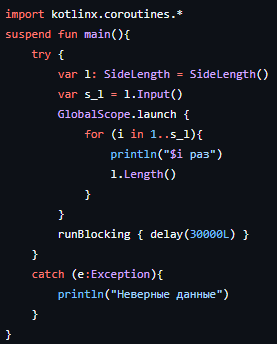 import kotlinx.coroutines.*
suspend fun main(){
    try {
        var l: SideLength = SideLength()
        var s_l = l.Input()
        GlobalScope.launch {
            for (i in 1..s_l){
                println("$i раз")
                l.Length()
            }
        }
        runBlocking { delay(30000L) }
    }
    catch (e:Exception){
        println("Неверные данные")
    }
}